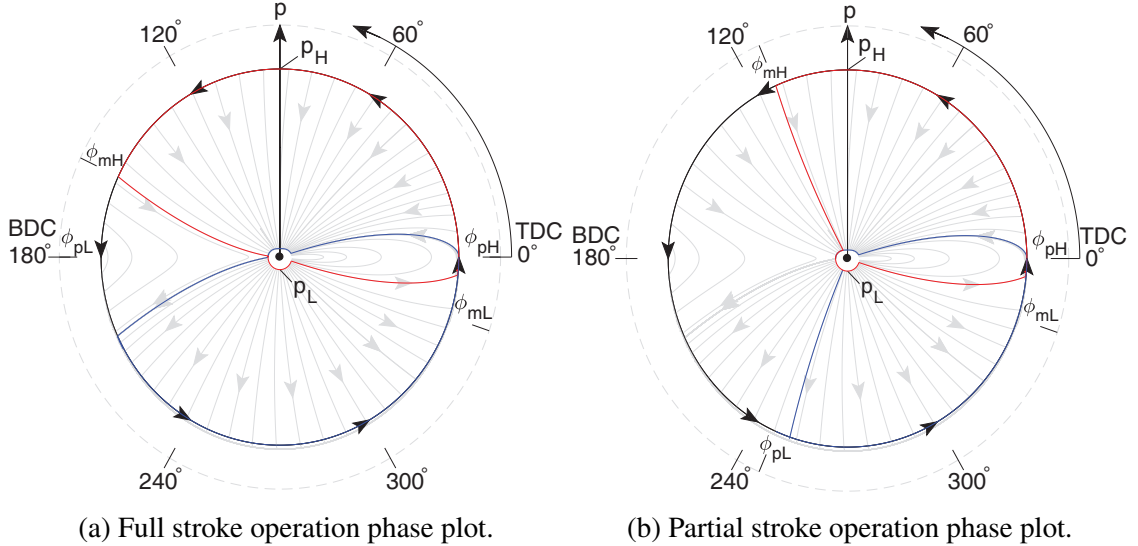 p
120°
60°
p_H
ϕ_mH
BDC
180°
ϕ_pL
ϕ_pH
TDC
0°
p_L
ϕ_mL
240°
300°
(a) Full stroke operation phase plot.
p
120°
60°
ϕ_mH
p_H
BDC
180°
ϕ_pH
TDC
0°
p_L
ϕ_mL
ϕ_pL
240°
300°
(b) Partial stroke operation phase plot.